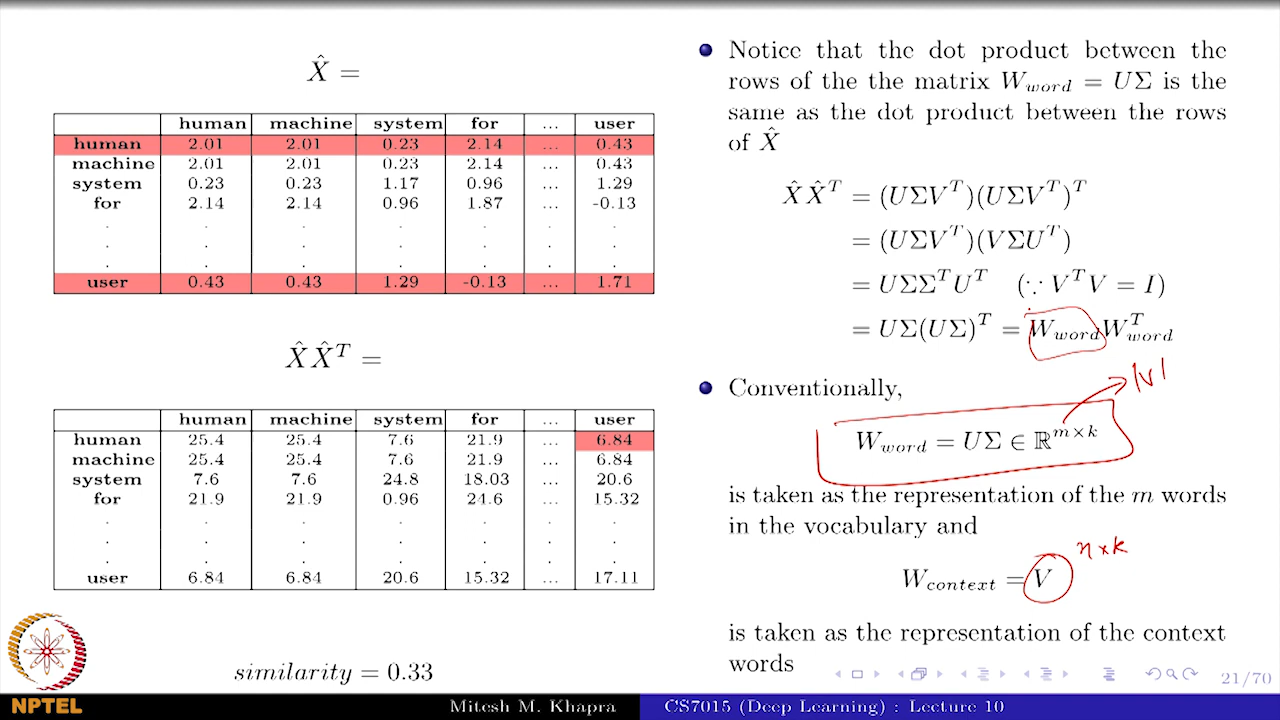 X̂ =
human machine system for ... user
human 2.01 2.01 0.23 2.14 ... 0.43
machine 2.01 2.01 0.23 2.14 ... 0.43
system 0.23 0.23 1.17 0.96 ... 1.29
for 2.14 2.14 0.96 1.87 ... -0.13
. . . . . .
. . . . . .
. . . . . .
user 0.43 0.43 1.29 -0.13 ... 1.71
X̂X̂ᵀ =
human machine system for ... user
human 25.4 25.4 7.6 21.9 ... 6.84
machine 25.4 25.4 7.6 21.9 ... 6.84
system 7.6 7.6 24.8 18.03 ... 20.6
for 21.9 21.9 0.96 24.6 ... 15.32
. . . . . .
. . . . . .
. . . . . .
user 6.84 6.84 20.6 15.32 ... 17.11
similarity = 0.33
Notice that the dot product between the
rows of the the matrix W_word = UΣ is the
same as the dot product between the rows
of X̂
X̂X̂ᵀ = (UΣVᵀ)(UΣVᵀ)ᵀ
= (UΣVᵀ)(VΣUᵀ)
= UΣΣᵀUᵀ (∵ VᵀV = I)
= UΣ(UΣ)ᵀ = W_word Wᵀ_word
|V|
Conventionally,
W_word = UΣ ∈ ℝ^{m×k}
is taken as the representation of the m words
in the vocabulary and
n×k
W_context = V
is taken as the representation of the context
words
21/70
NPTEL
Mitesh M. Khapra
CS7015 (Deep Learning) : Lecture 10